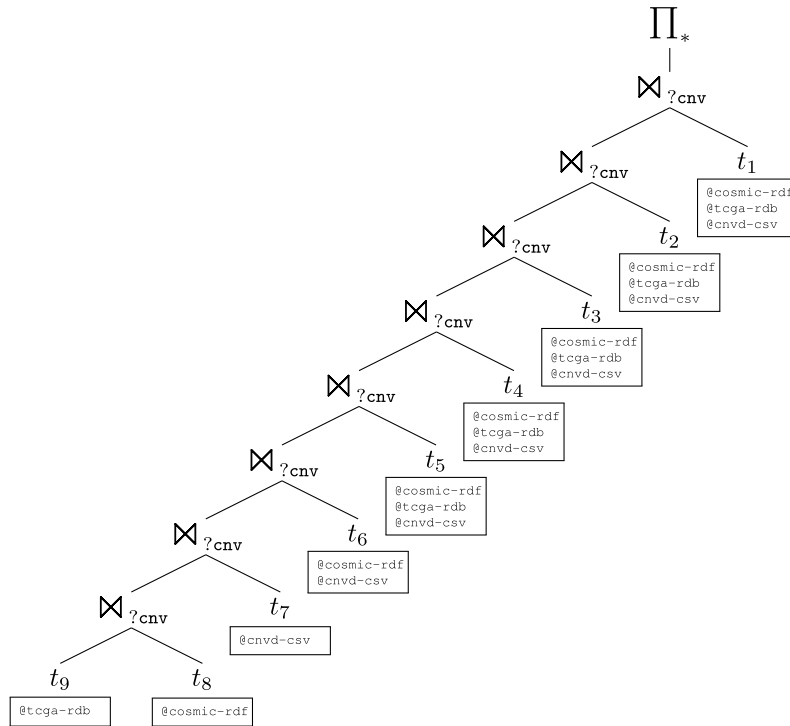 ∏*
⋈?cnv
⋈?cnv
t1
@cosmic-rdf
@tcga-rdb
@cnvd-csv
⋈?cnv
t2
@cosmic-rdf
@tcga-rdb
@cnvd-csv
⋈?cnv
t3
@cosmic-rdf
@tcga-rdb
@cnvd-csv
⋈?cnv
t4
@cosmic-rdf
@tcga-rdb
@cnvd-csv
⋈?cnv
t5
@cosmic-rdf
@tcga-rdb
@cnvd-csv
⋈?cnv
t6
@cosmic-rdf
@cnvd-csv
⋈?cnv
t7
@cnvd-csv
t9
t8
@tcga-rdb
@cosmic-rdf